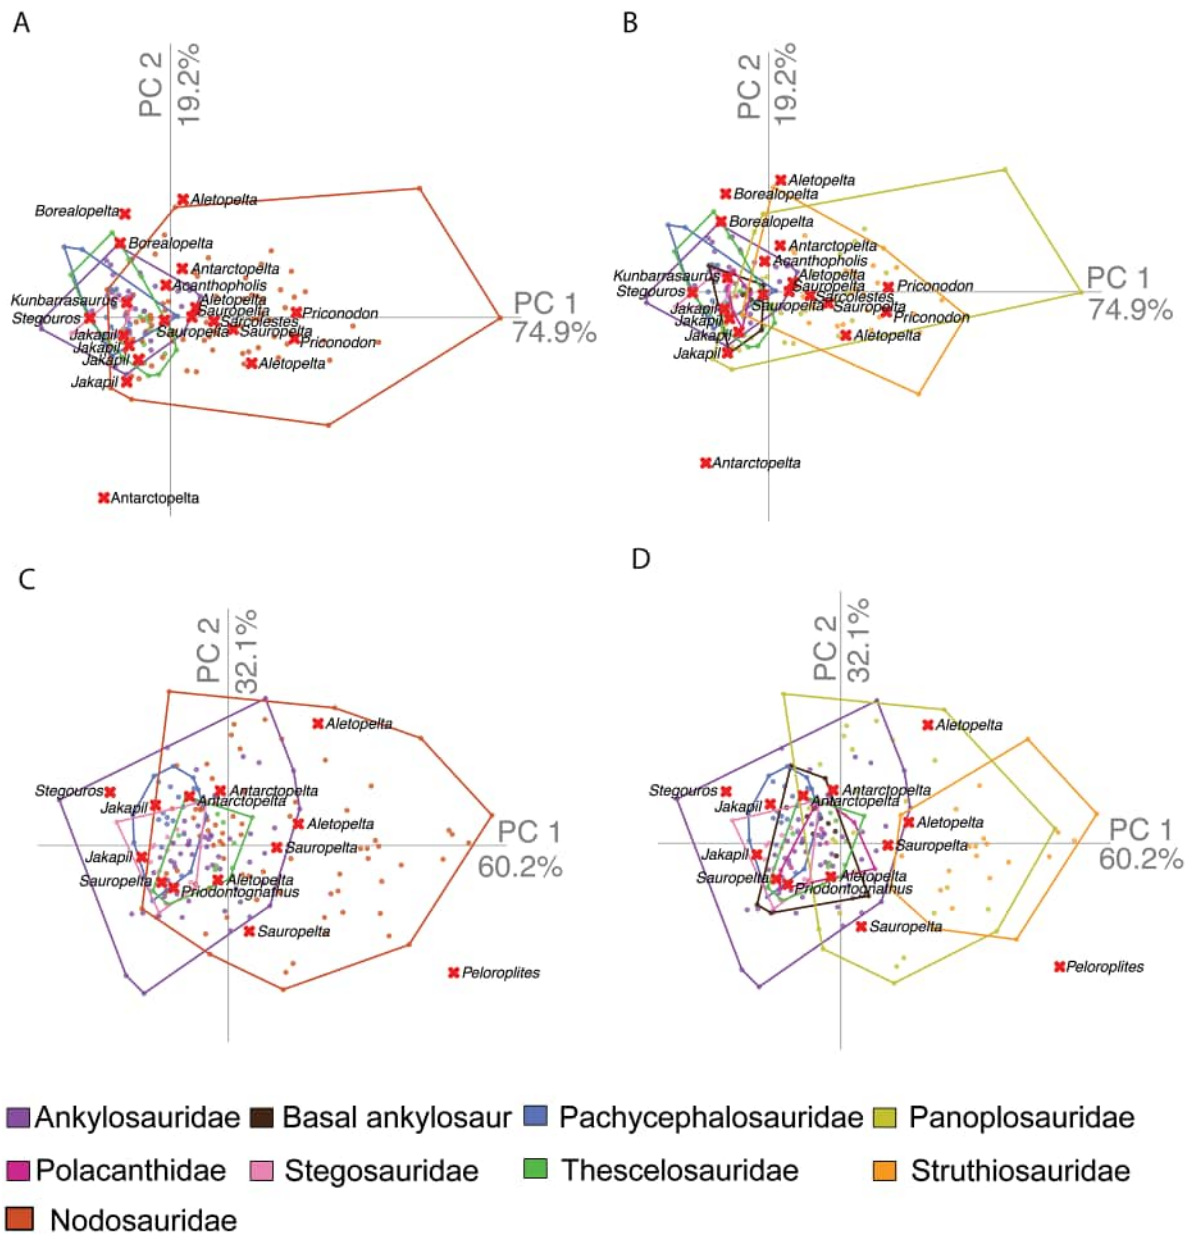 A
PC 2
19.2%
Aletopelta
Borealopelta
Borealopelta
Antarctopelta
Acanthopholis
Kunbarrasaurus
Aletopelta
Stegouros
Sauropelta
Priconodon
PC 1
74.9%
Sarcolestes
Sauropelta
Sauropelta
Jakapil
Jakapil
Priconodon
Jakapil
Aletopelta
Jakapil
Antarctopelta
B
PC 2
19.2%
Aletopelta
Borealopelta
Borealopelta
Antarctopelta
Acanthopholis
Kunbarrasaurus
Aletopelta
PC 1
74.9%
Stegouros
Sauropelta
Priconodon
Sarcolestes
Sauropelta
Sauropelta
Jakapil
Priconodon
Jakapil
Jakapil
Aletopelta
Jakapil
Antarctopelta
C
PC 2
32.1%
Aletopelta
Stegouros
Antarctopelta
Antarctopelta
Jakapil
Aletopelta
PC 1
60.2%
Sauropelta
Jakapil
Sauropelta
Aletopelta
Priodontognathus
Sauropelta
Peloroplites
D
PC 2
32.1%
Aletopelta
Stegouros
Antarctopelta
Antarctopelta
Jakapil
Aletopelta
PC 1
60.2%
Sauropelta
Jakapil
Sauropelta
Aletopelta
Priodontognathus
Sauropelta
Peloroplites
Ankylosauridae
Basal ankylosaur
Pachycephalosauridae
Panoplosauridae
Polacanthidae
Stegosauridae
Thescelosauridae
Struthiosauridae
Nodosauridae